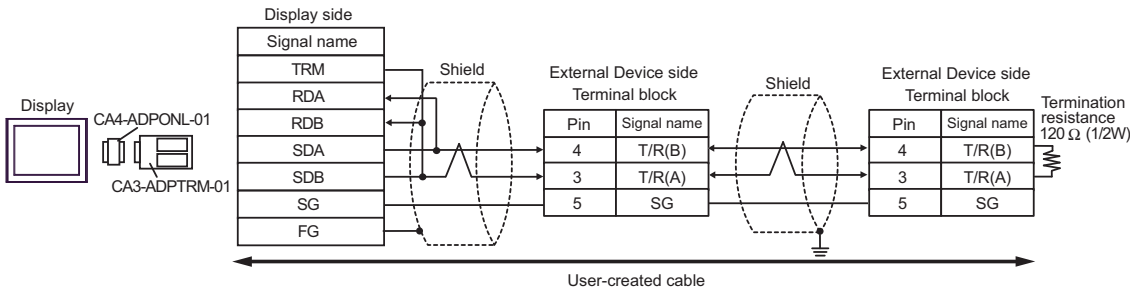 Display
CA4-ADPONL-01
CA3-ADPTRM-01
Display side
Signal name
TRM
RDA
RDB
SDA
SDB
SG
FG
Shield
External Device side
Terminal block
Pin Signal name
4 T/R(B)
3 T/R(A)
5 SG
Shield
External Device side
Terminal block
Pin Signal name
4 T/R(B)
3 T/R(A)
5 SG
Termination
resistance
120 Ω (1/2W)
User-created cable